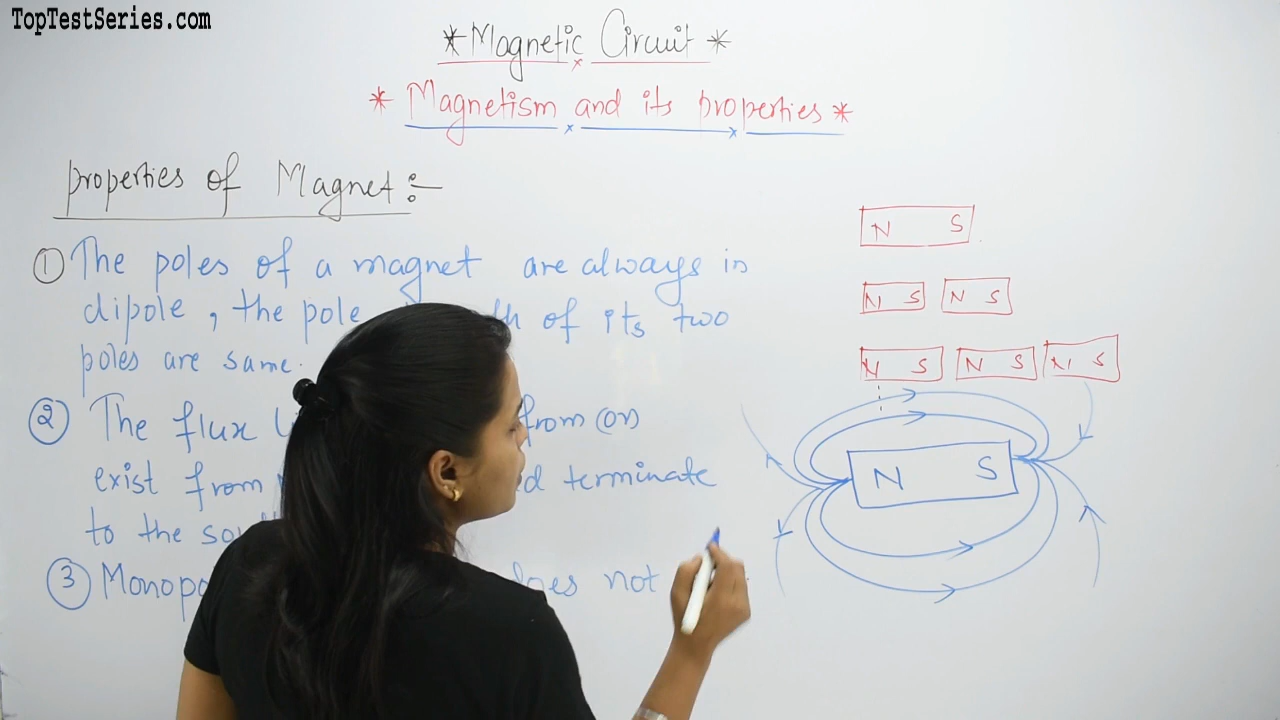 TopTestSeries.com
*Magnetic Circuit*
* Magnetism and its properties *
properties of Magnet:-
① The poles of a magnet are always in
dipole, the pole of its two
poles are same.
② The flux from (or)
exist from terminate
to the
③ does not
N S
N S N S
N S N S N S
N S